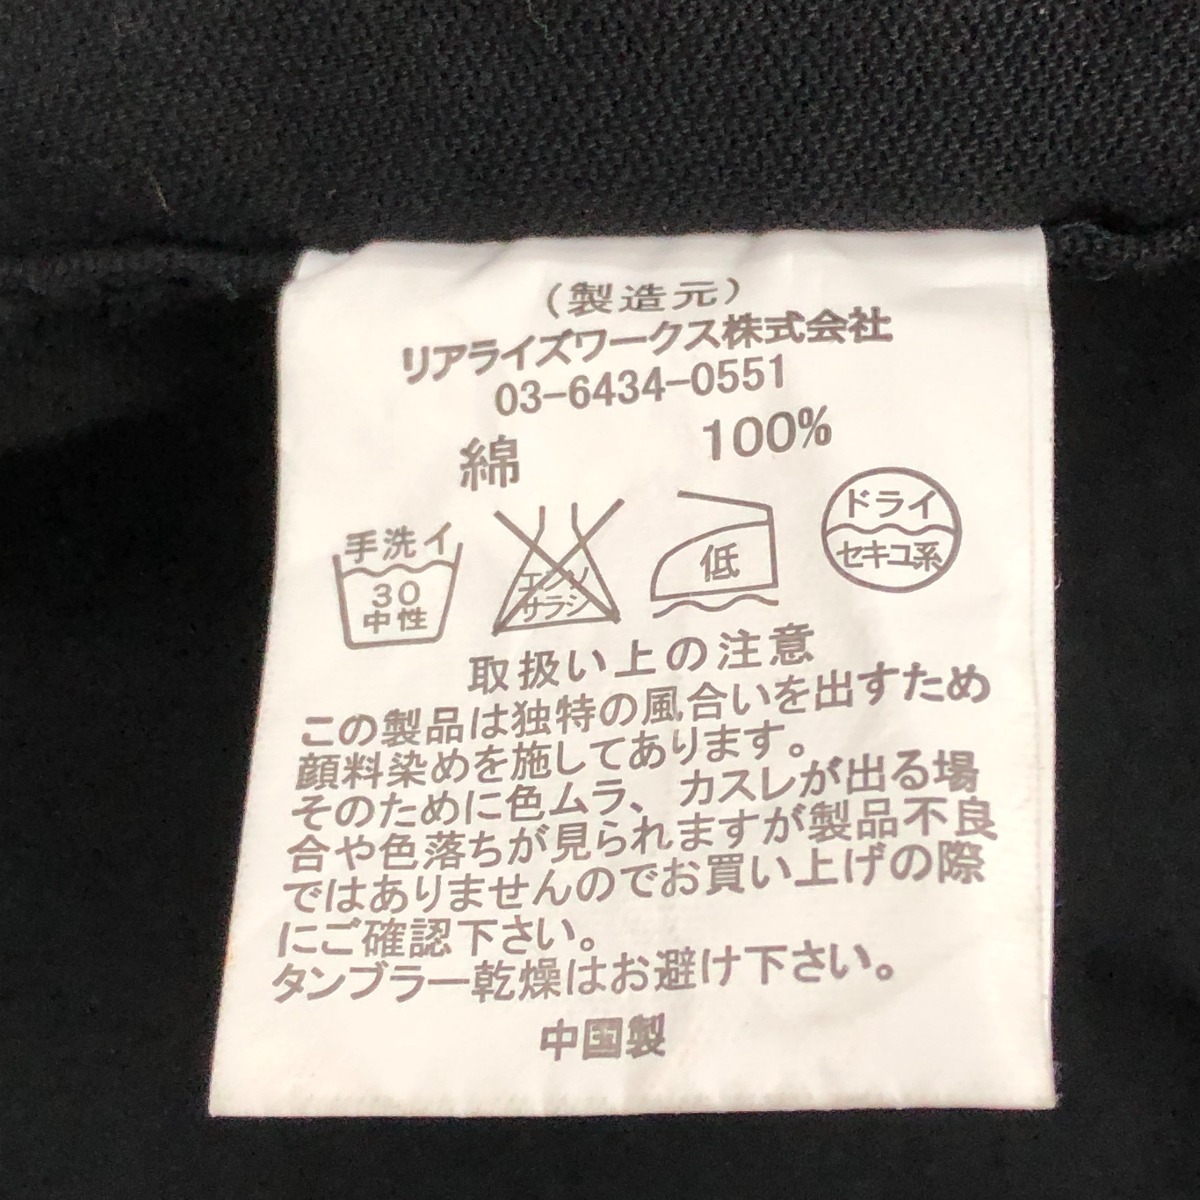 （製造元）
リアライズワークス株式会社
03-6434-0551
綿 100%
手洗イ
30
中性
エンソ
サラシ
低
ドライ
セキユ系
取扱い上の注意
この製品は独特の風合いを出すため
顔料染めを施してあります。
そのために色ムラ、カスレが出る場
合や色落ちが見られますが製品不良
ではありませんのでお買い上げの際
にご確認下さい。
タンブラー乾燥はお避け下さい。
中国製